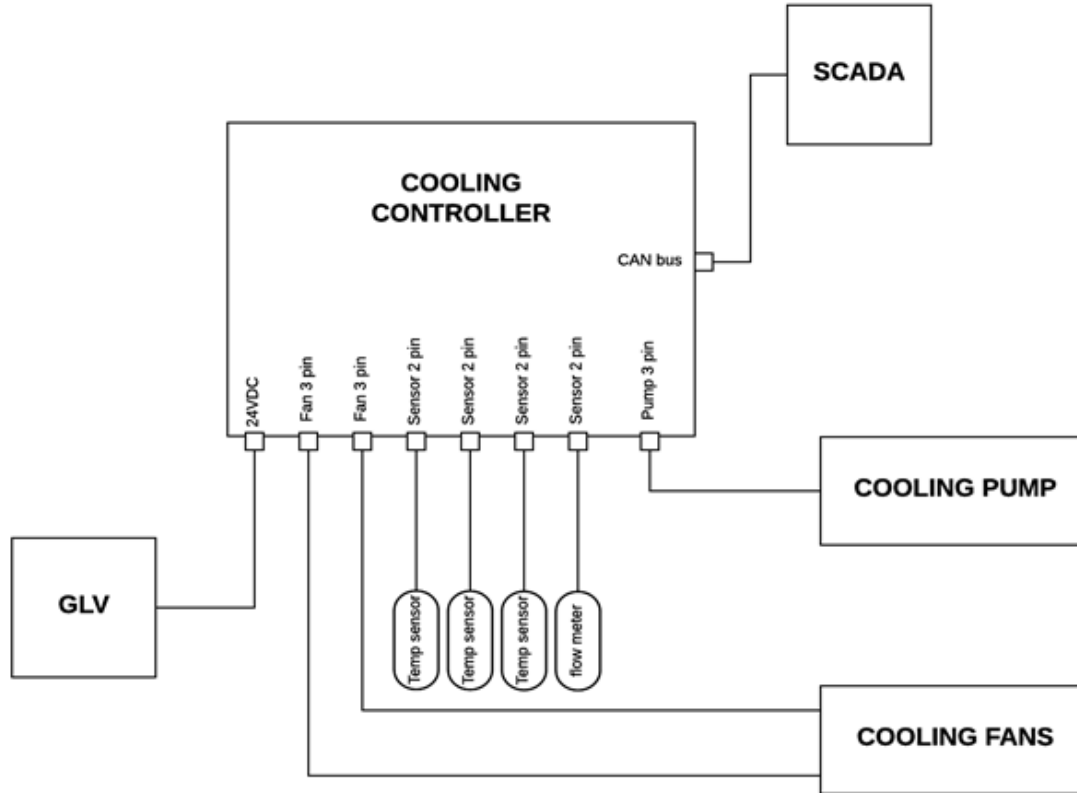 SCADA
COOLING
CONTROLLER
CAN bus
24VDC
Fan 3 pin
Fan 3 pin
Sensor 2 pin
Sensor 2 pin
Sensor 2 pin
Sensor 2 pin
Pump 3 pin
COOLING PUMP
GLV
Temp sensor
Temp sensor
Temp sensor
flow meter
COOLING FANS